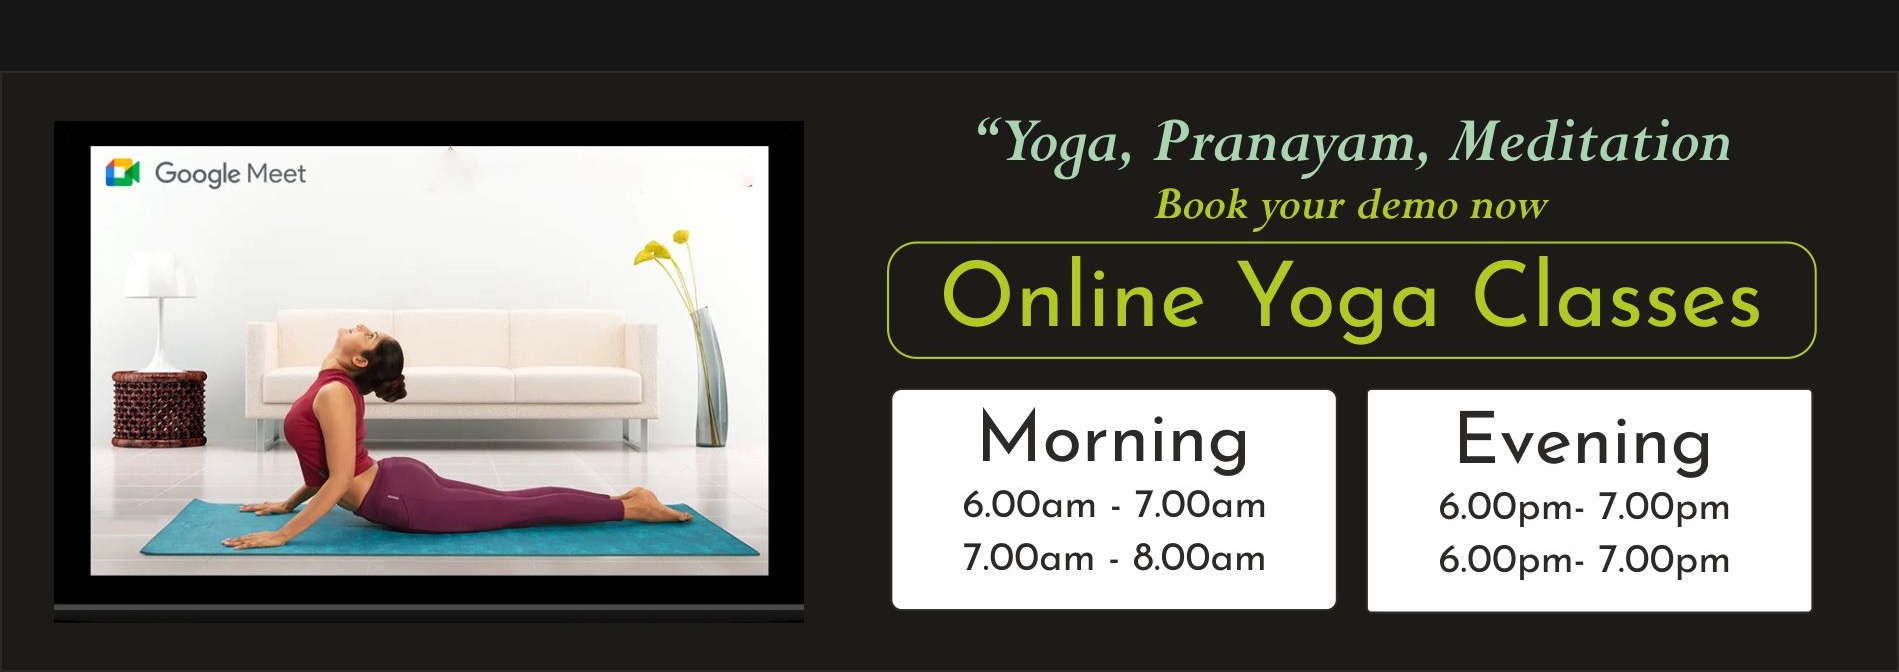 Google Meet
“Yoga, Pranayam, Meditation
Book your demo now
Online Yoga Classes
Morning
6.00am - 7.00am
7.00am - 8.00am
Evening
6.00pm- 7.00pm
6.00pm- 7.00pm